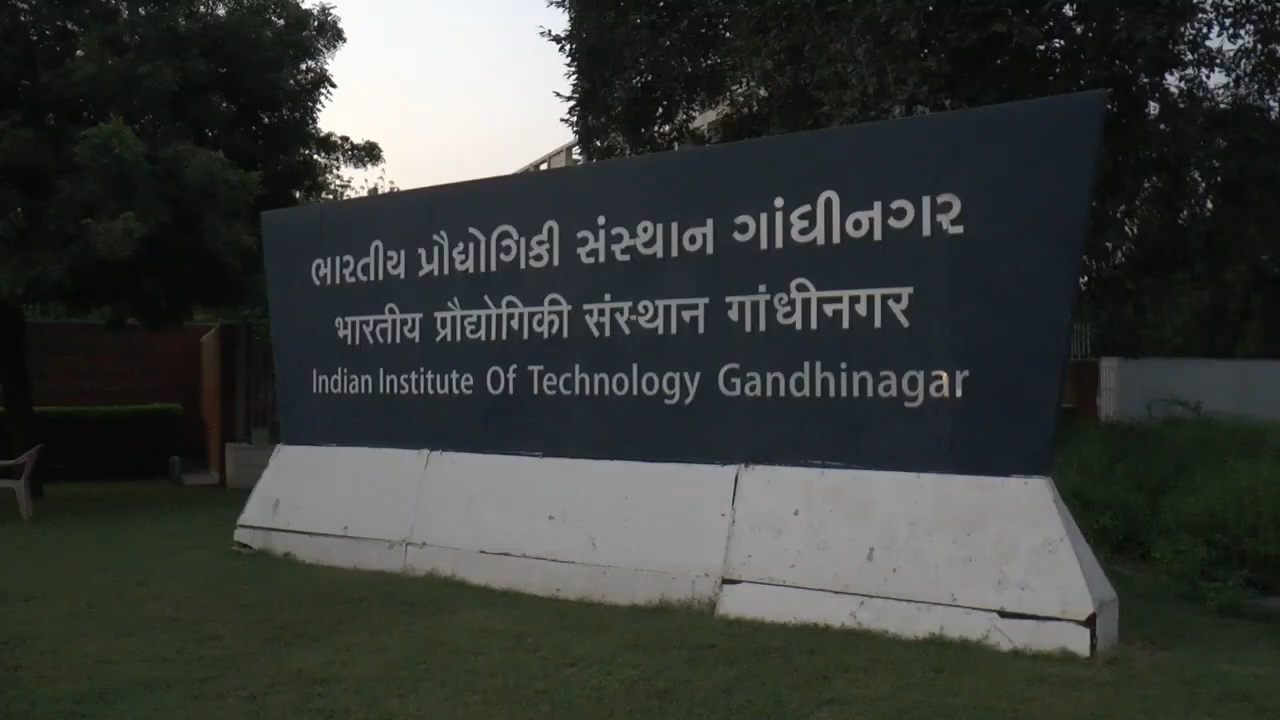 ભારતીય પ્રૌદ્યોગિકી સંસ્થાન ગાંધીનગર
भारतीय प्रौद्योगिकी संस्थान गांधीनगर
Indian Institute Of Technology Gandhinagar